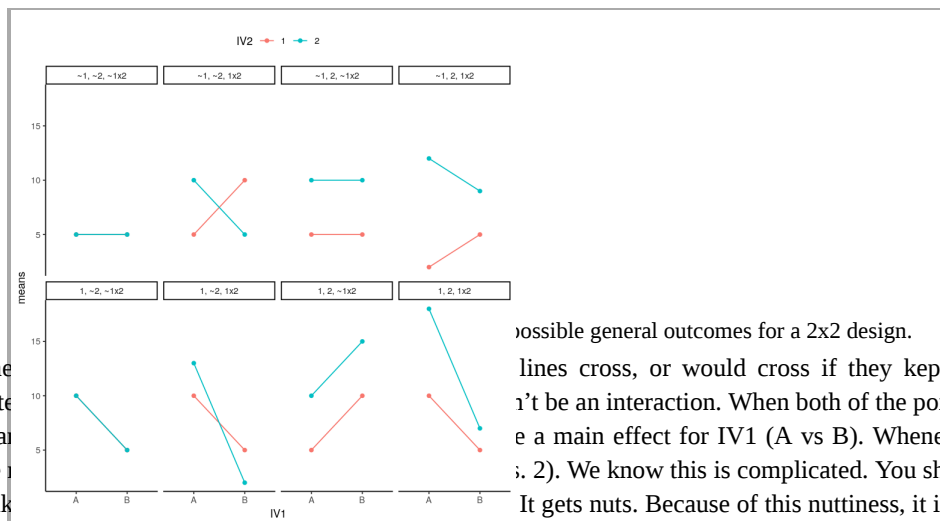 IV2 1 2
~1, ~2, ~1x2 ~1, ~2, 1x2 ~1, 2, ~1x2 ~1, 2, 1x2
15
10
5
means
1, ~2, ~1x2 1, ~2, 1x2 1, 2, ~1x2 1, 2, 1x2
15
10
5
A B A B A B A B
IV1
possible general outcomes for a 2x2 design.
lines cross, or would cross if they kep
n't be an interaction. When both of the poi
e a main effect for IV1 (A vs B). Whene
s. 2). We know this is complicated. You sh
It gets nuts. Because of this nuttiness, it i